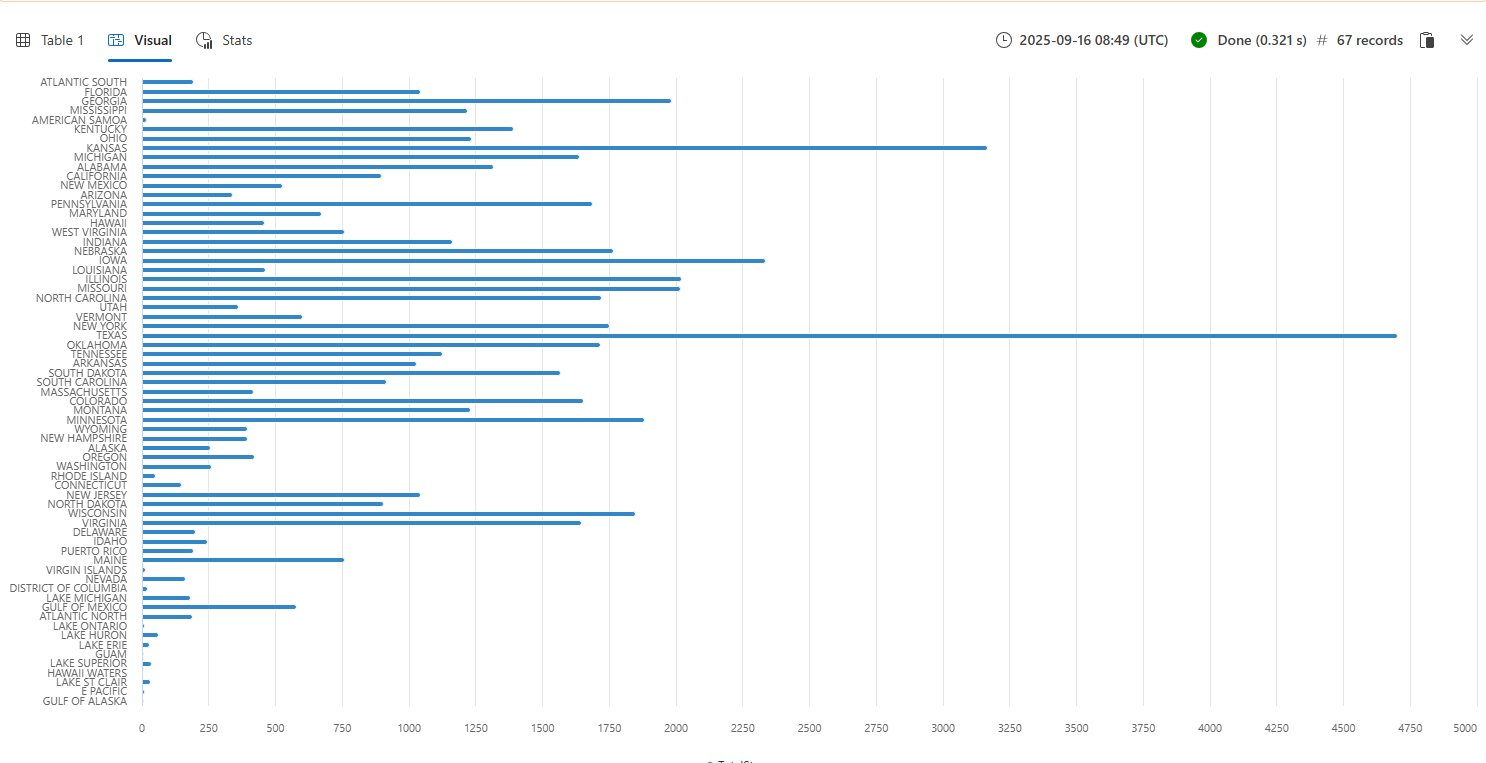 Table 1 Visual Stats 2025-09-16 08:49 (UTC) Done (0.321 s) # 67 records
ATLANTIC SOUTH
FLORIDA
GEORGIA
MISSISSIPPI
AMERICAN SAMOA
KENTUCKY
OHIO
KANSAS
MICHIGAN
ALABAMA
CALIFORNIA
NEW MEXICO
ARIZONA
PENNSYLVANIA
MARYLAND
HAWAII
WEST VIRGINIA
INDIANA
NEBRASKA
IOWA
LOUISIANA
ILLINOIS
MISSOURI
NORTH CAROLINA
UTAH
VERMONT
NEW YORK
TEXAS
OKLAHOMA
TENNESSEE
ARKANSAS
SOUTH DAKOTA
SOUTH CAROLINA
MASSACHUSETTS
COLORADO
MONTANA
MINNESOTA
WYOMING
NEW HAMPSHIRE
ALASKA
OREGON
WASHINGTON
RHODE ISLAND
CONNECTICUT
NEW JERSEY
NORTH DAKOTA
WISCONSIN
VIRGINIA
DELAWARE
IDAHO
PUERTO RICO
MAINE
VIRGIN ISLANDS
NEVADA
DISTRICT OF COLUMBIA
LAKE MICHIGAN
GULF OF MEXICO
ATLANTIC NORTH
LAKE ONTARIO
LAKE HURON
LAKE ERIE
GUAM
LAKE SUPERIOR
HAWAII WATERS
LAKE ST CLAIR
E PACIFIC
GULF OF ALASKA
0 250 500 750 1000 1250 1500 1750 2000 2250 2500 2750 3000 3250 3500 3750 4000 4250 4500 4750 5000